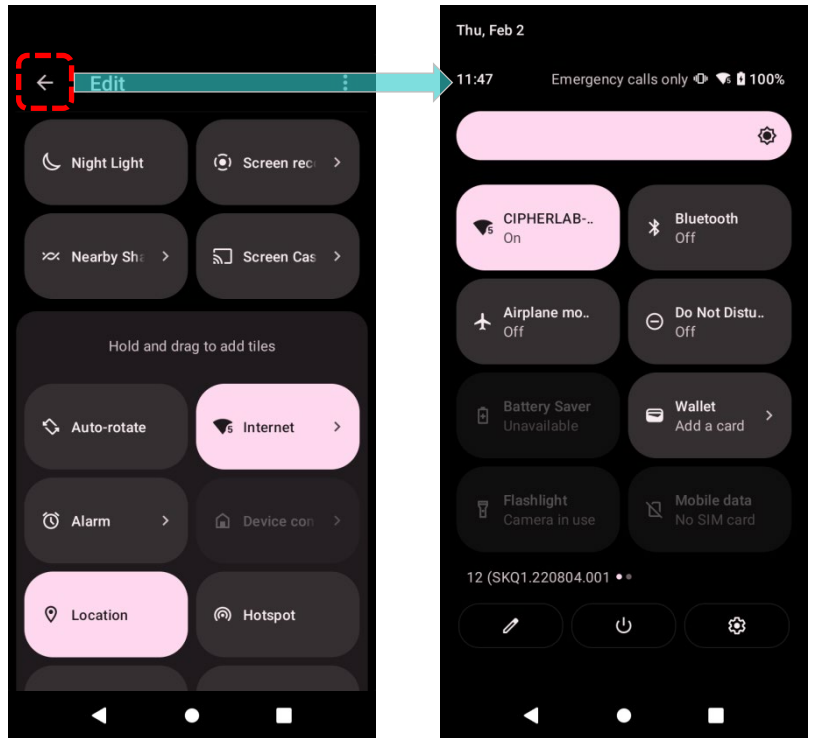 Edit
Night Light
Screen rec
Nearby Sha
Screen Cas
Hold and drag to add tiles
Auto-rotate
5 Internet
Alarm
Device con
Location
Hotspot
Thu, Feb 2
11:47 Emergency calls only 5 100%
5 CIPHERLAB-..
On
Bluetooth
Off
Airplane mo..
Off
Do Not Distu..
Off
Battery Saver
Unavailable
Wallet
Add a card
Flashlight
Camera in use
Mobile data
No SIM card
12 (SKQ1.220804.001